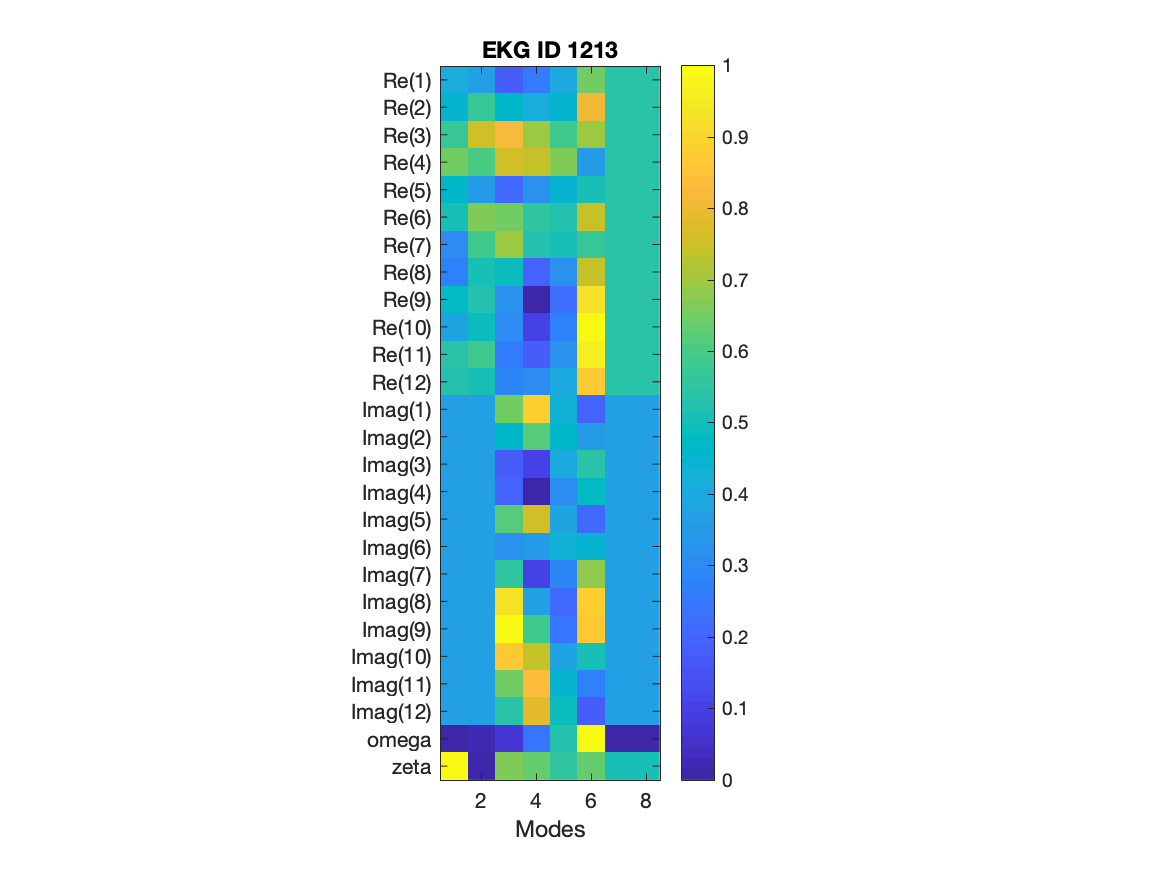 EKG ID 1213
Re(1)
Re(2)
Re(3)
Re(4)
Re(5)
Re(6)
Re(7)
Re(8)
Re(9)
Re(10)
Re(11)
Re(12)
Imag(1)
Imag(2)
Imag(3)
Imag(4)
Imag(5)
Imag(6)
Imag(7)
Imag(8)
Imag(9)
Imag(10)
Imag(11)
Imag(12)
omega
zeta
2 4 6 8
Modes
1
0.9
0.8
0.7
0.6
0.5
0.4
0.3
0.2
0.1
0